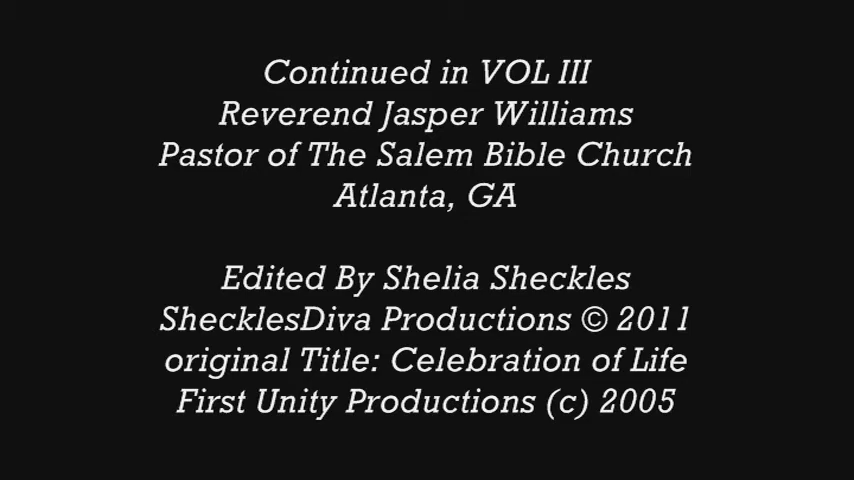 Continued in VOL III
Reverend Jasper Williams
Pastor of The Salem Bible Church
Atlanta, GA
Edited By Shelia Sheckles
ShecklesDiva Productions © 2011
original Title: Celebration of Life
First Unity Productions (c) 2005